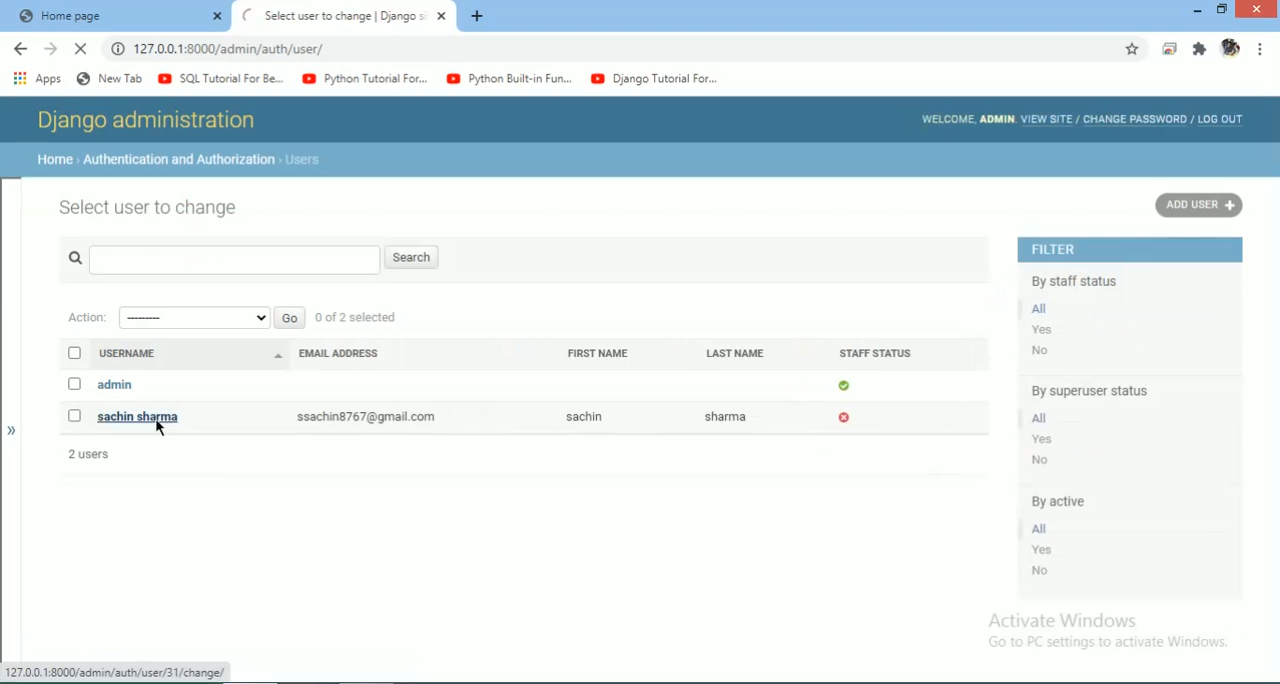 Home page
Select user to change | Django si
127.0.0.1:8000/admin/auth/user/
Apps New Tab SQL Tutorial For Be... Python Tutorial For... Python Built-in Fun... Django Tutorial For...
Django administration
WELCOME, ADMIN. VIEW SITE / CHANGE PASSWORD / LOG OUT
Home › Authentication and Authorization › Users
Select user to change
ADD USER +
Search
Action: --------- Go 0 of 2 selected
USERNAME EMAIL ADDRESS FIRST NAME LAST NAME STAFF STATUS
admin
sachin sharma ssachin8767@gmail.com sachin sharma
2 users
FILTER
By staff status
All
Yes
No
By superuser status
All
Yes
No
By active
All
Yes
No
»
Activate Windows
Go to PC settings to activate Windows.
127.0.0.1:8000/admin/auth/user/31/change/